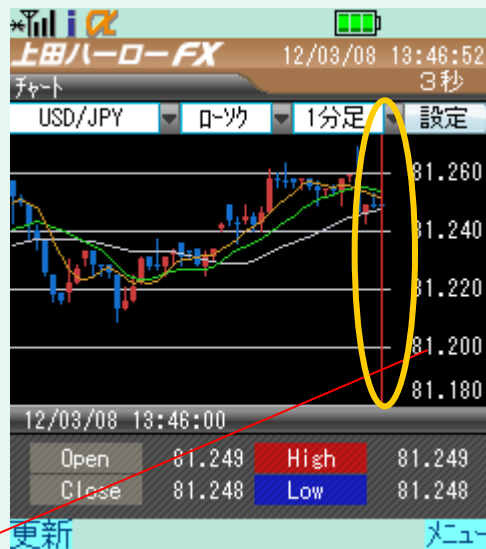 i α
上田ハーローFX 12/03/08 13:46:52
チャート 3秒
USD/JPY ローソク 1分足 設定
81.260
81.240
81.220
81.200
81.180
12/03/08 13:46:00
Open 81.249 High 81.249
Close 81.248 Low 81.248
更新 メニュー